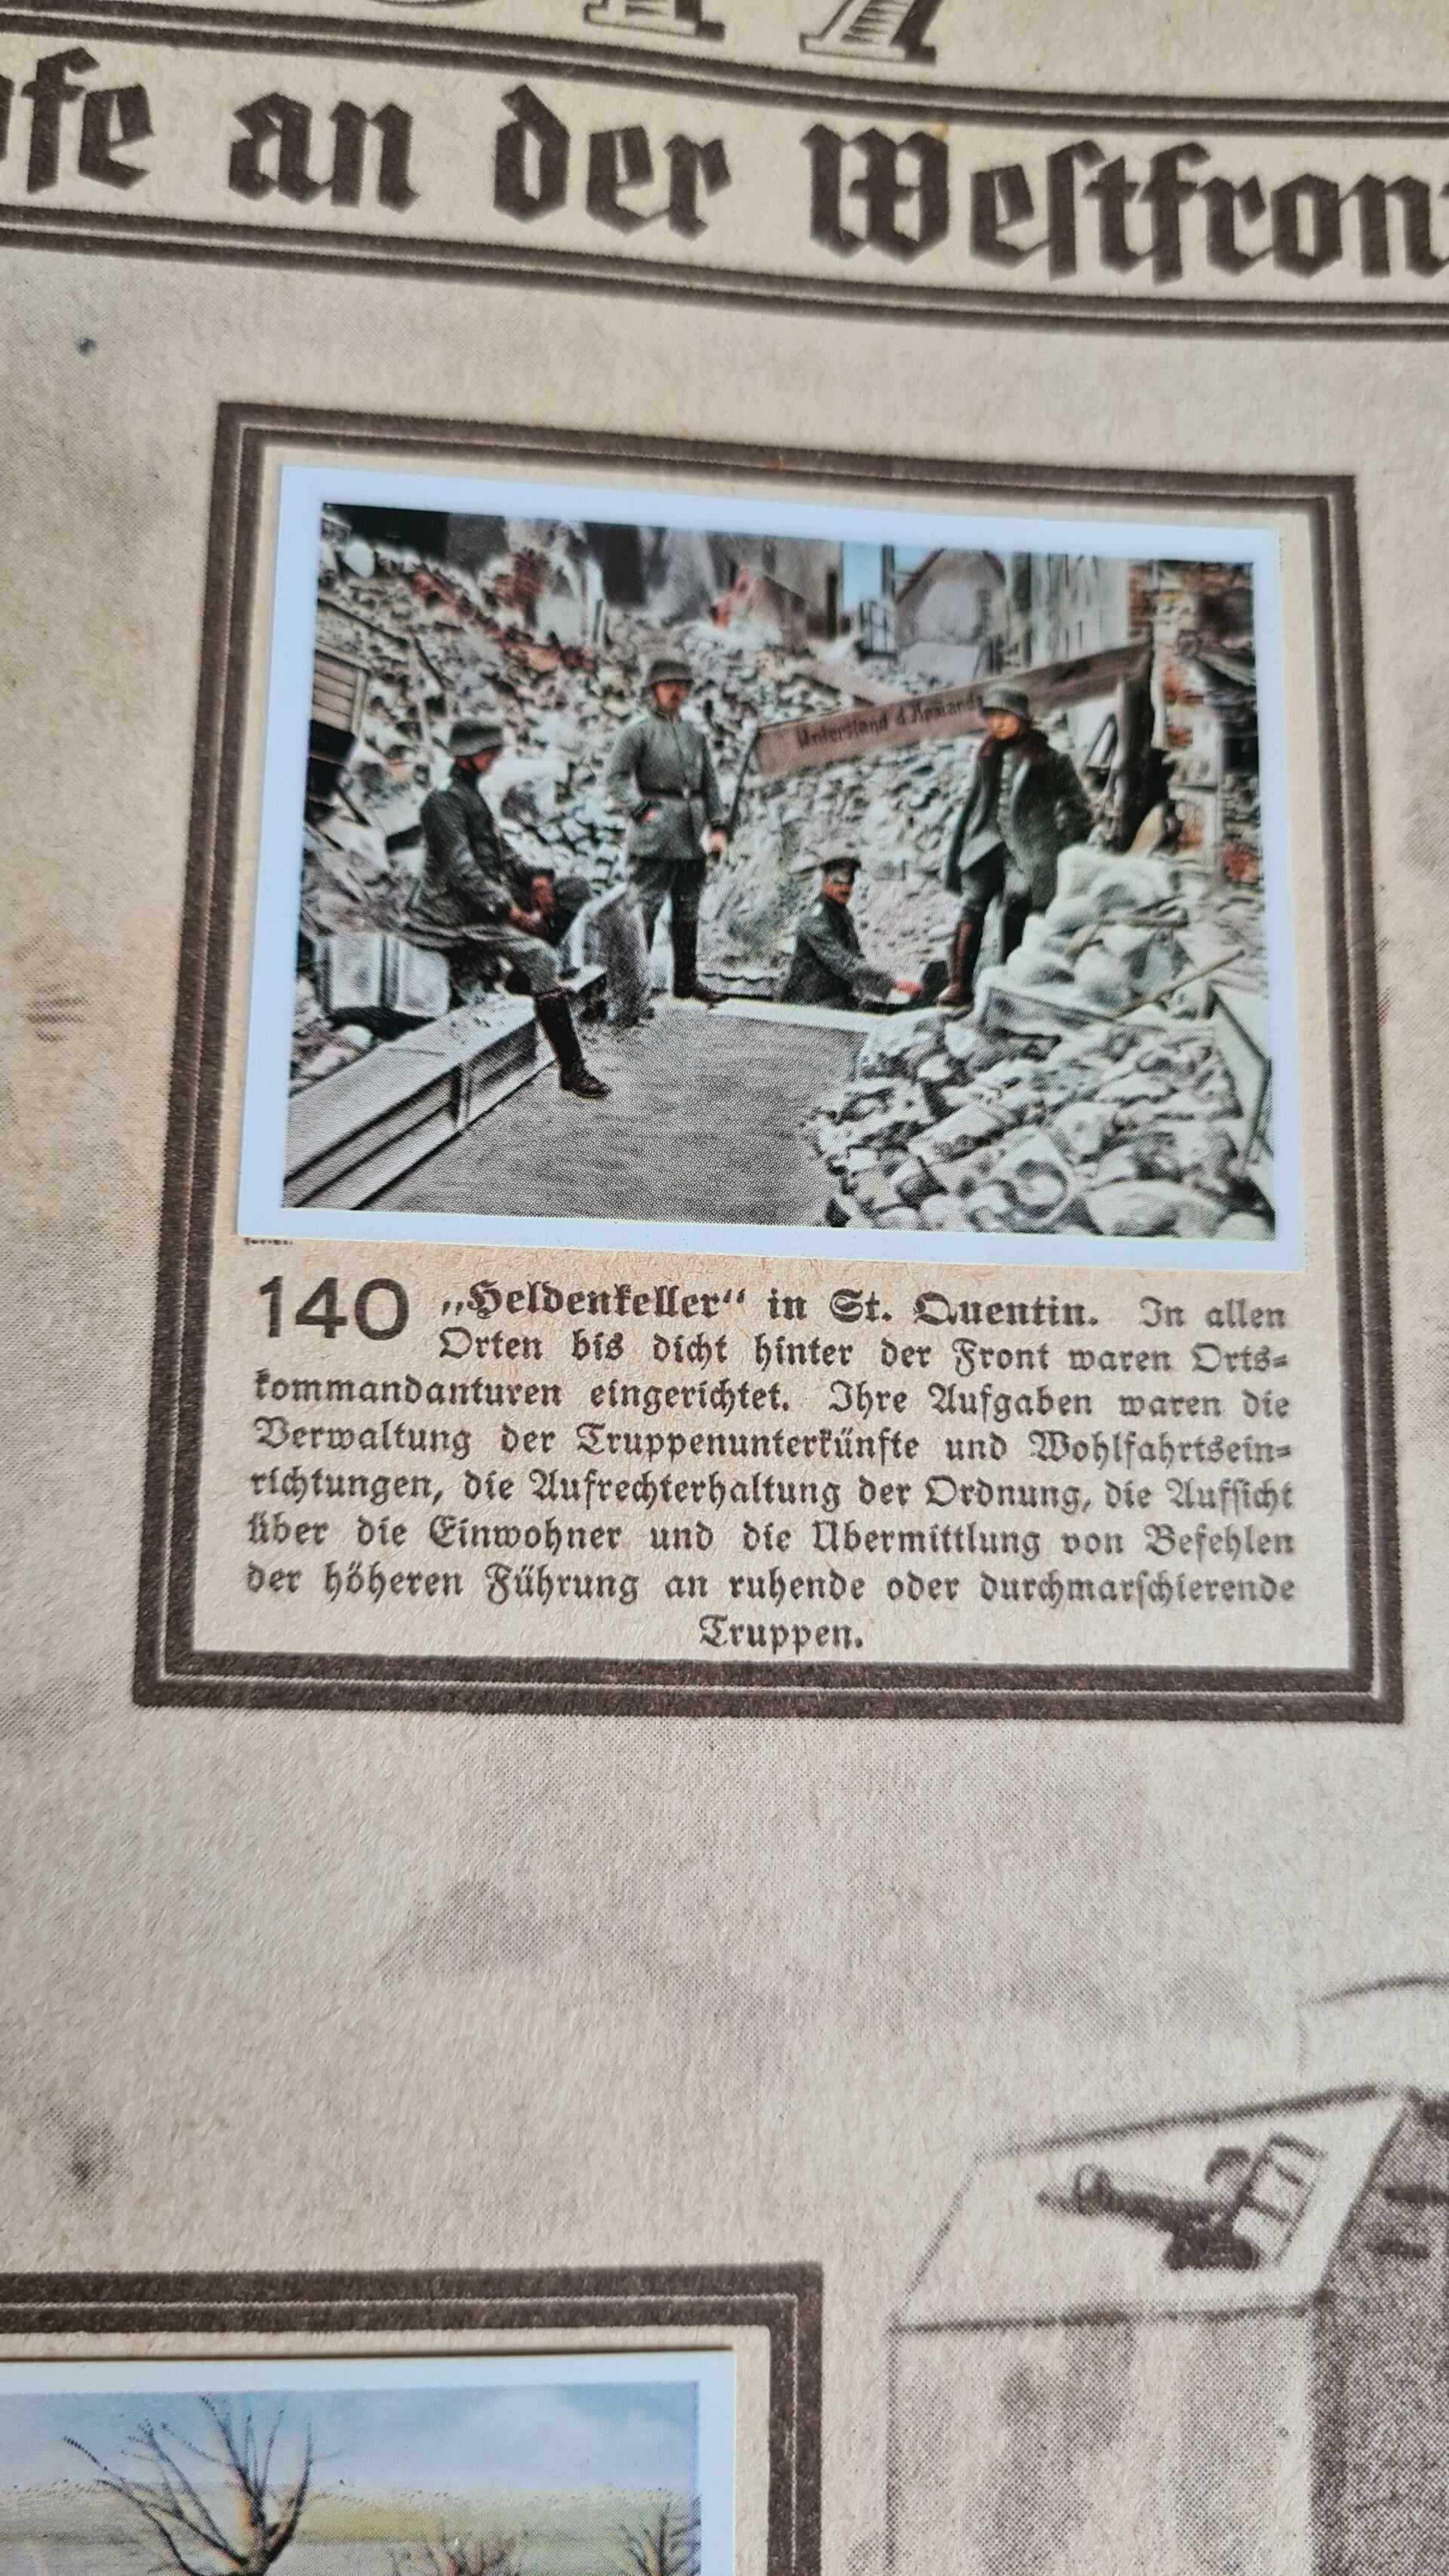 an der Westfron
Unterstand d.
140 „Heldenkeller“ in St. Quentin. In allen
Orten bis dicht hinter der Front waren Orts-
kommandanturen eingerichtet. Ihre Aufgaben waren die
Verwaltung der Truppenunterkünfte und Wohlfahrtsein-
richtungen, die Aufrechterhaltung der Ordnung, die Aufsicht
über die Einwohner und die Übermittlung von Befehlen
der höheren Führung an ruhende oder durchmarschierende
Truppen.